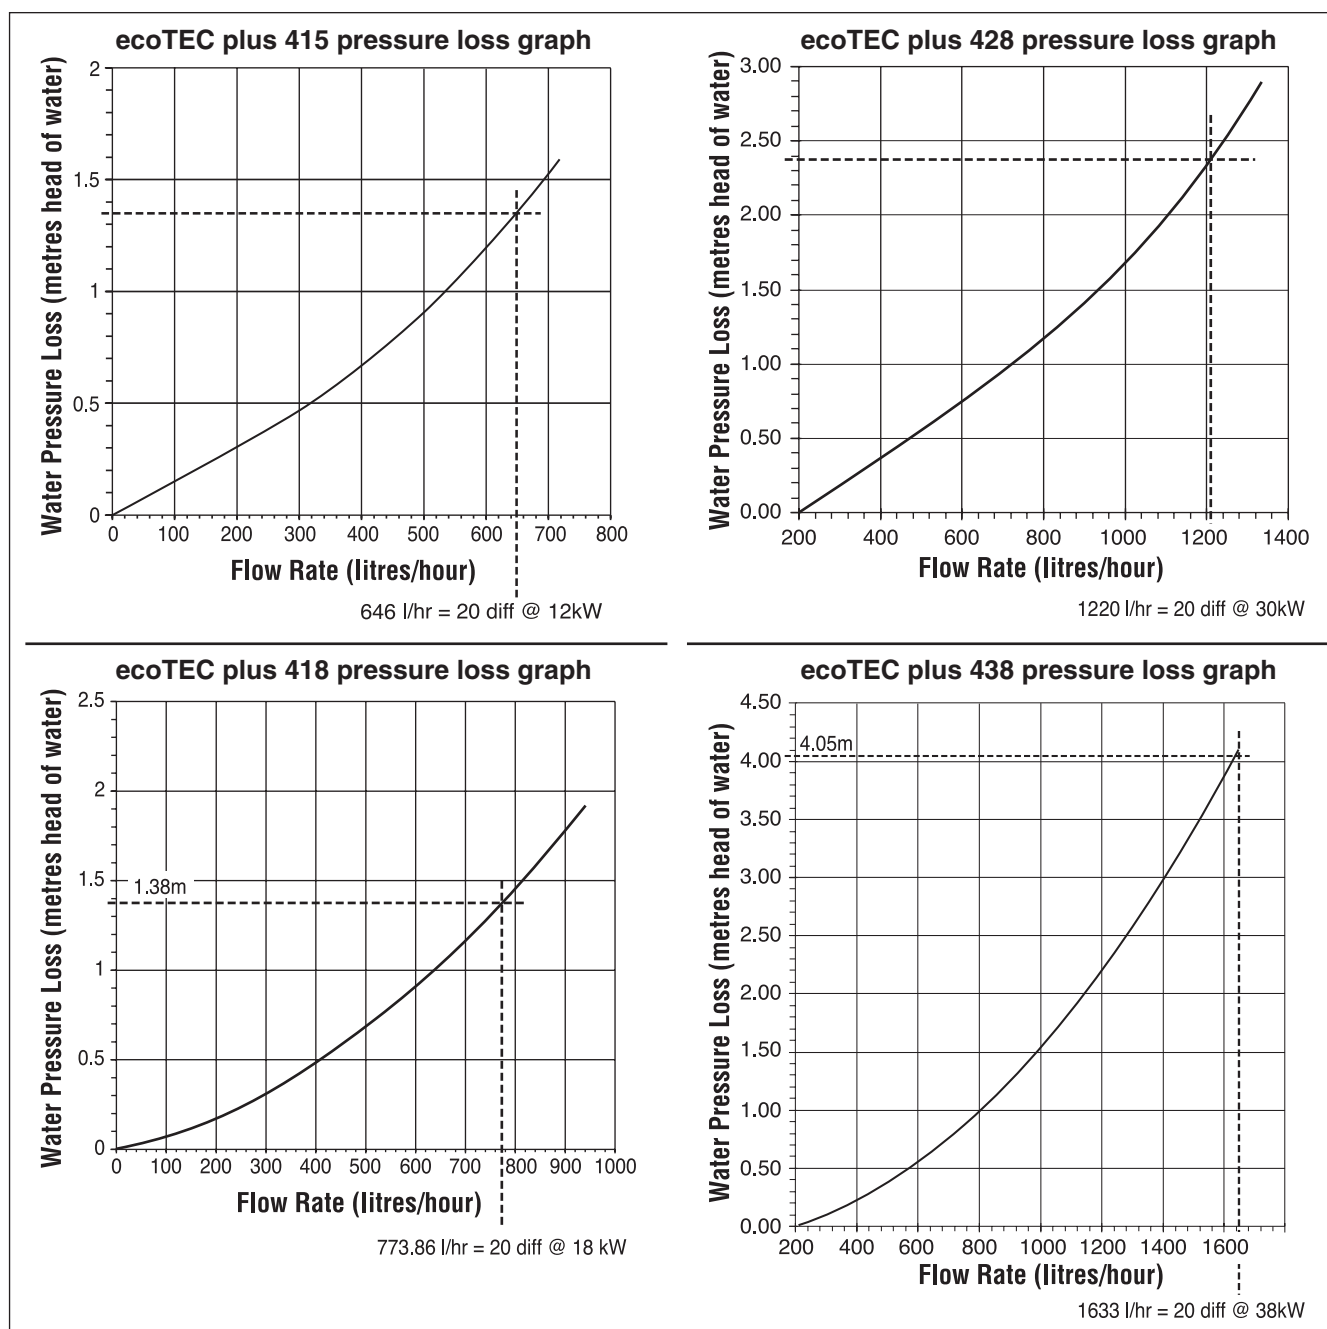 ecoTEC plus 415 pressure loss graph
Water Pressure Loss (metres head of water)
2
1.5
1
0.5
0
0 100 200 300 400 500 600 700 800
Flow Rate (litres/hour)
646 l/hr = 20 diff @ 12kW
ecoTEC plus 428 pressure loss graph
Water Pressure Loss (metres head of water)
3.00
2.50
2.00
1.50
1.00
0.50
0.00
200 400 600 800 1000 1200 1400
Flow Rate (litres/hour)
1220 l/hr = 20 diff @ 30kW
ecoTEC plus 418 pressure loss graph
Water Pressure Loss (metres head of water)
2.5
2
1.5
1.38m
1
0.5
0
0 100 200 300 400 500 600 700 800 900 1000
Flow Rate (litres/hour)
773.86 l/hr = 20 diff @ 18 kW
ecoTEC plus 438 pressure loss graph
Water Pressure Loss (metres head of water)
4.50
4.05m
4.00
3.50
3.00
2.50
2.00
1.50
1.00
0.50
0.00
200 400 600 800 1000 1200 1400 1600
Flow Rate (litres/hour)
1633 l/hr = 20 diff @ 38kW